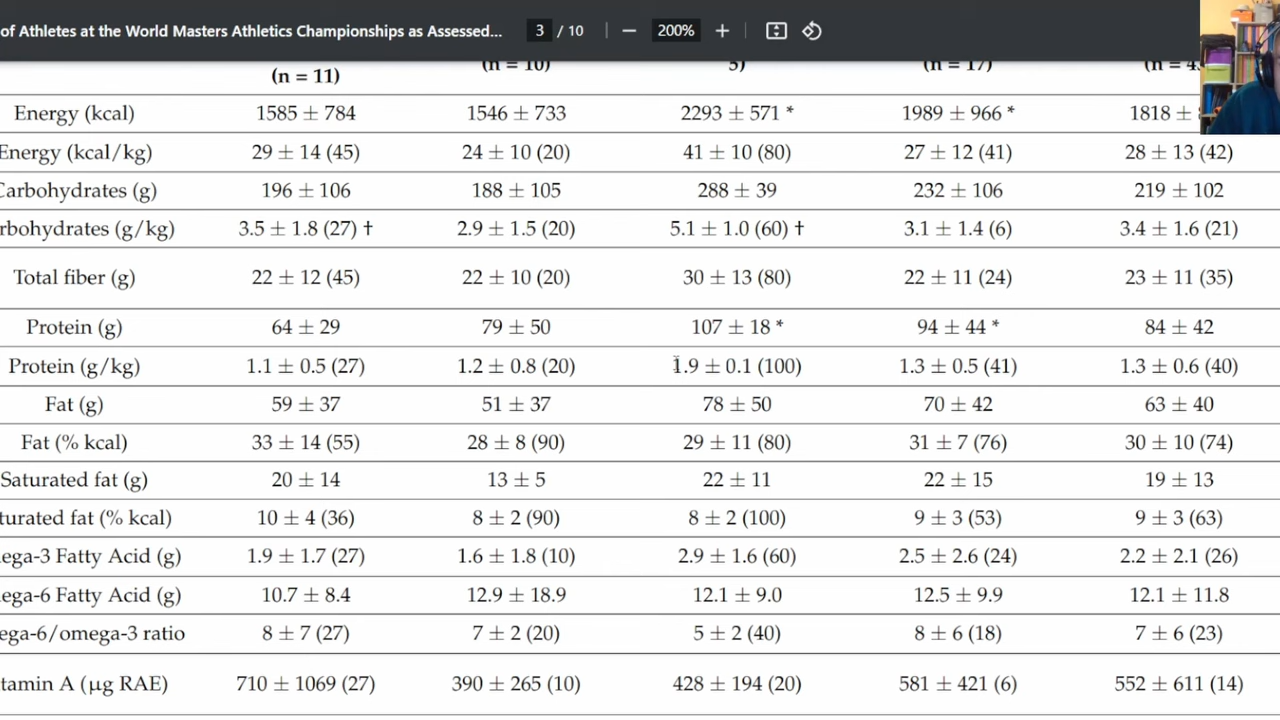 of Athletes at the World Masters Athletics Championships as Assessed... 3 / 10 200%
(n = 11) (n = 10) 5) (n = 17)
Energy (kcal) 1585 ± 784 1546 ± 733 2293 ± 571 * 1989 ± 966 * 1818 ±
Energy (kcal/kg) 29 ± 14 (45) 24 ± 10 (20) 41 ± 10 (80) 27 ± 12 (41) 28 ± 13 (42)
Carbohydrates (g) 196 ± 106 188 ± 105 288 ± 39 232 ± 106 219 ± 102
rbohydrates (g/kg) 3.5 ± 1.8 (27) † 2.9 ± 1.5 (20) 5.1 ± 1.0 (60) † 3.1 ± 1.4 (6) 3.4 ± 1.6 (21)
Total fiber (g) 22 ± 12 (45) 22 ± 10 (20) 30 ± 13 (80) 22 ± 11 (24) 23 ± 11 (35)
Protein (g) 64 ± 29 79 ± 50 107 ± 18 * 94 ± 44 * 84 ± 42
Protein (g/kg) 1.1 ± 0.5 (27) 1.2 ± 0.8 (20) 1.9 ± 0.1 (100) 1.3 ± 0.5 (41) 1.3 ± 0.6 (40)
Fat (g) 59 ± 37 51 ± 37 78 ± 50 70 ± 42 63 ± 40
Fat (% kcal) 33 ± 14 (55) 28 ± 8 (90) 29 ± 11 (80) 31 ± 7 (76) 30 ± 10 (74)
Saturated fat (g) 20 ± 14 13 ± 5 22 ± 11 22 ± 15 19 ± 13
turated fat (% kcal) 10 ± 4 (36) 8 ± 2 (90) 8 ± 2 (100) 9 ± 3 (53) 9 ± 3 (63)
ega-3 Fatty Acid (g) 1.9 ± 1.7 (27) 1.6 ± 1.8 (10) 2.9 ± 1.6 (60) 2.5 ± 2.6 (24) 2.2 ± 2.1 (26)
ega-6 Fatty Acid (g) 10.7 ± 8.4 12.9 ± 18.9 12.1 ± 9.0 12.5 ± 9.9 12.1 ± 11.8
ega-6/omega-3 ratio 8 ± 7 (27) 7 ± 2 (20) 5 ± 2 (40) 8 ± 6 (18) 7 ± 6 (23)
tamin A (µg RAE) 710 ± 1069 (27) 390 ± 265 (10) 428 ± 194 (20) 581 ± 421 (6) 552 ± 611 (14)